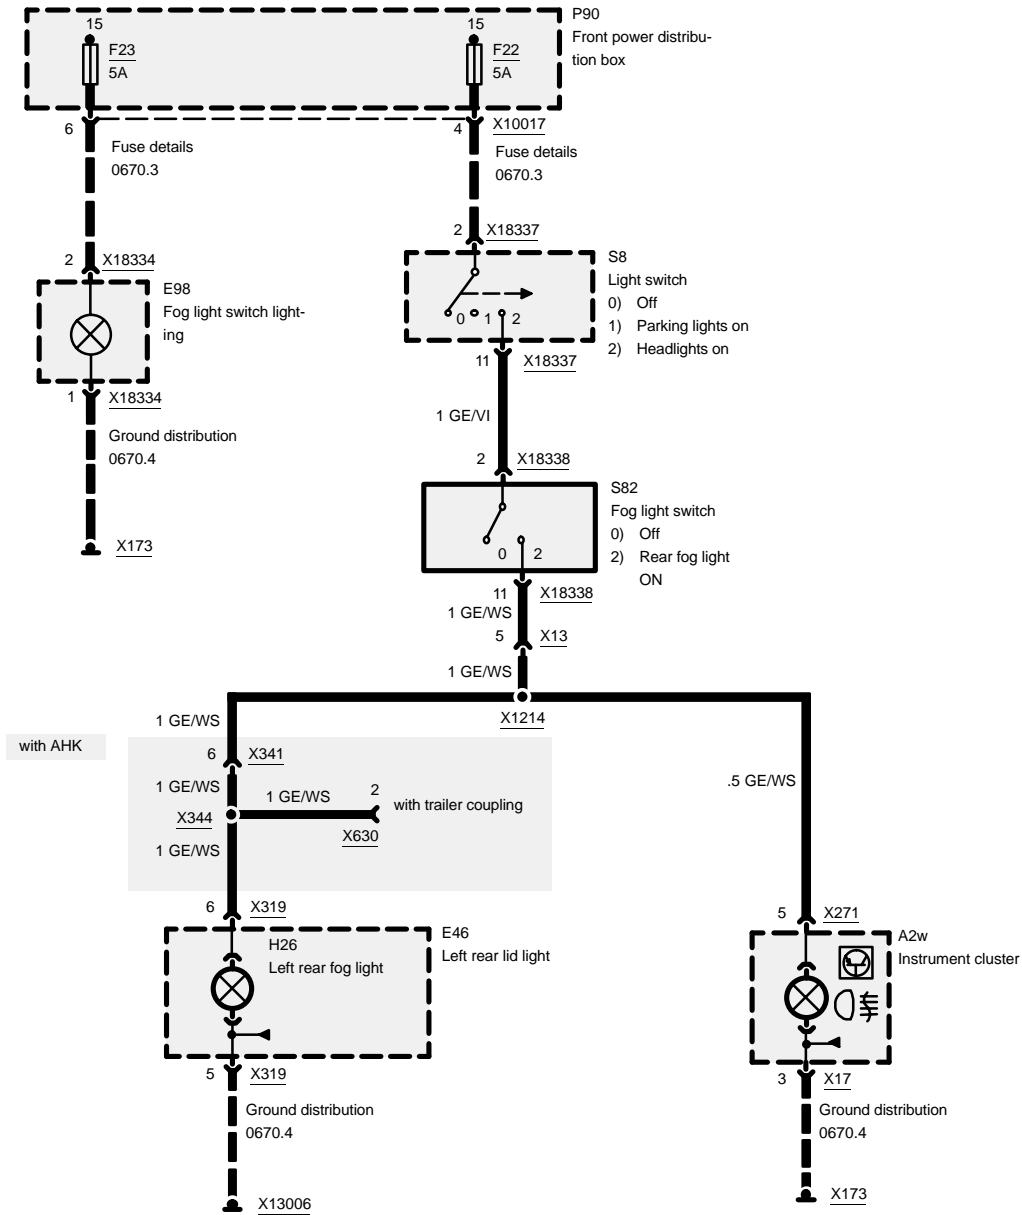 P90
Front power distribu-
tion box
15
F23
5A
15
F22
5A
6
4
X10017
Fuse details
0670.3
Fuse details
0670.3
2
X18337
2
X18334
S8
Light switch
0) Off
1) Parking lights on
2) Headlights on
E98
Fog light switch light-
ing
0 1 2
11
X18337
1
X18334
1 GE/VI
Ground distribution
0670.4
2
X18338
S82
Fog light switch
0) Off
2) Rear fog light
ON
X173
0 2
11
X18338
1 GE/WS
5
X13
1 GE/WS
X1214
1 GE/WS
with AHK
6
X341
1 GE/WS
1 GE/WS
2
with trailer coupling
X344
X630
1 GE/WS
.5 GE/WS
6
X319
5
X271
E46
Left rear lid light
H26
Left rear fog light
A2w
Instrument cluster
5
X319
3
X17
Ground distribution
0670.4
Ground distribution
0670.4
X13006
X173